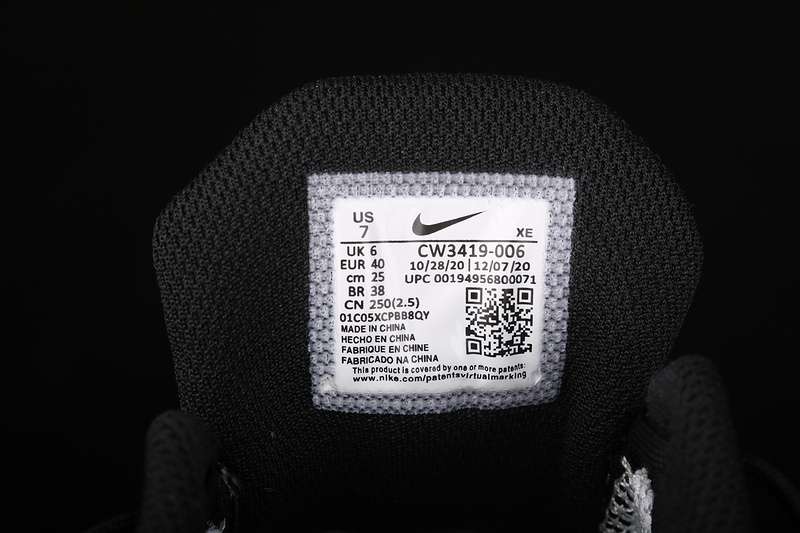 US
7
XE
UK 6
CW3419-006
EUR 40
10/28/20 | 12/07/20
cm 25
UPC 00194956800071
BR 38
CN 250(2.5)
01C05XCPBB8QY
MADE IN CHINA
HECHO EN CHINA
FABRIQUE EN CHINE
FABRICADO NA CHINA
This product is covered by one or more patents:
www.nike.com/patentsvirtualmarking